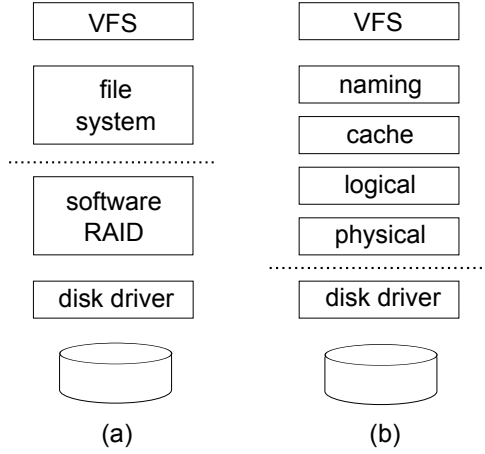 VFS
file
system
software
RAID
disk driver
(a)
VFS
naming
cache
logical
physical
disk driver
(b)